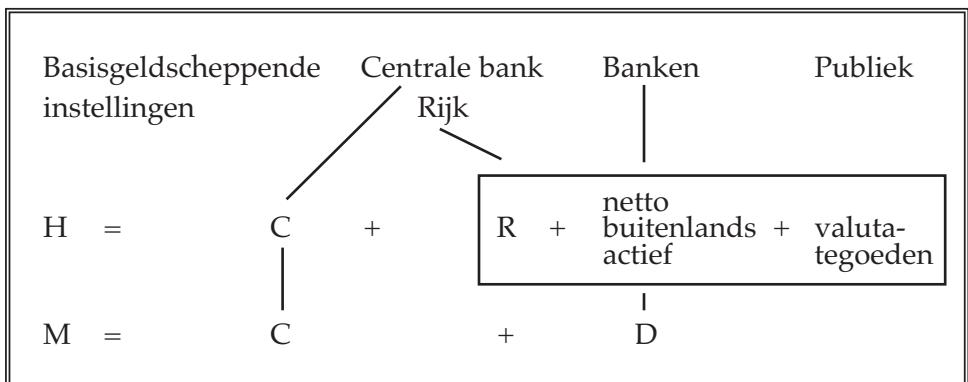 Basisgeldscheppende Centrale bank Banken Publiek
instellingen Rijk
netto
H = C + R + buitenlands + valuta-
actief tegoeden
M = C + D